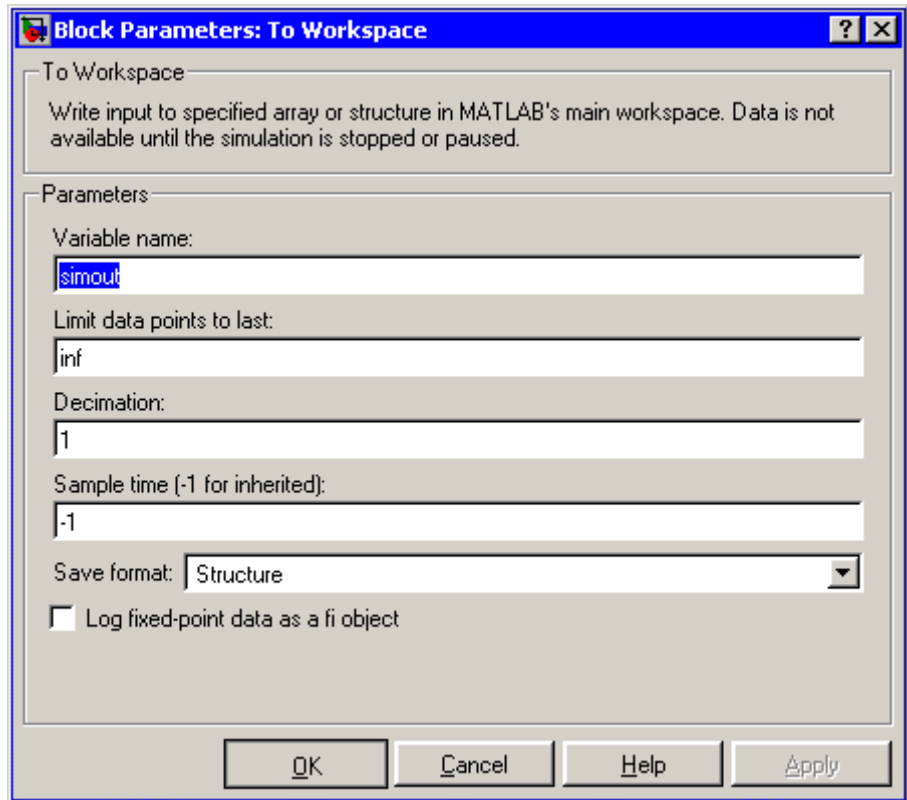 Block Parameters: To Workspace
To Workspace
Write input to specified array or structure in MATLAB's main workspace. Data is not
available until the simulation is stopped or paused.
Parameters
Variable name:
simout
Limit data points to last:
inf
Decimation:
1
Sample time (-1 for inherited):
-1
Save format: Structure
Log fixed-point data as a fi object
OK Cancel Help Apply